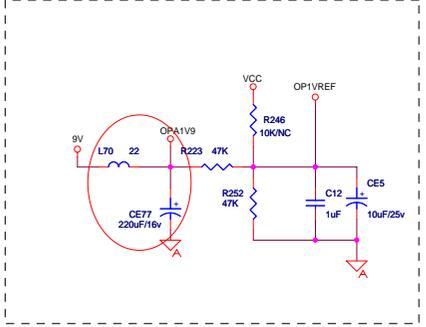 VCC
OP1VREF
R246
10K/NC
9V
OPA1V9
L70 22
R223 47K
R252
47K
C12
1uF
CE5
10uF/25v
CE77
220uF/16v
A
A